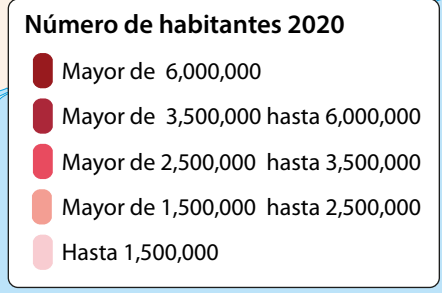 Número de habitantes 2020
Mayor de 6,000,000
Mayor de 3,500,000 hasta 6,000,000
Mayor de 2,500,000 hasta 3,500,000
Mayor de 1,500,000 hasta 2,500,000
Hasta 1,500,000